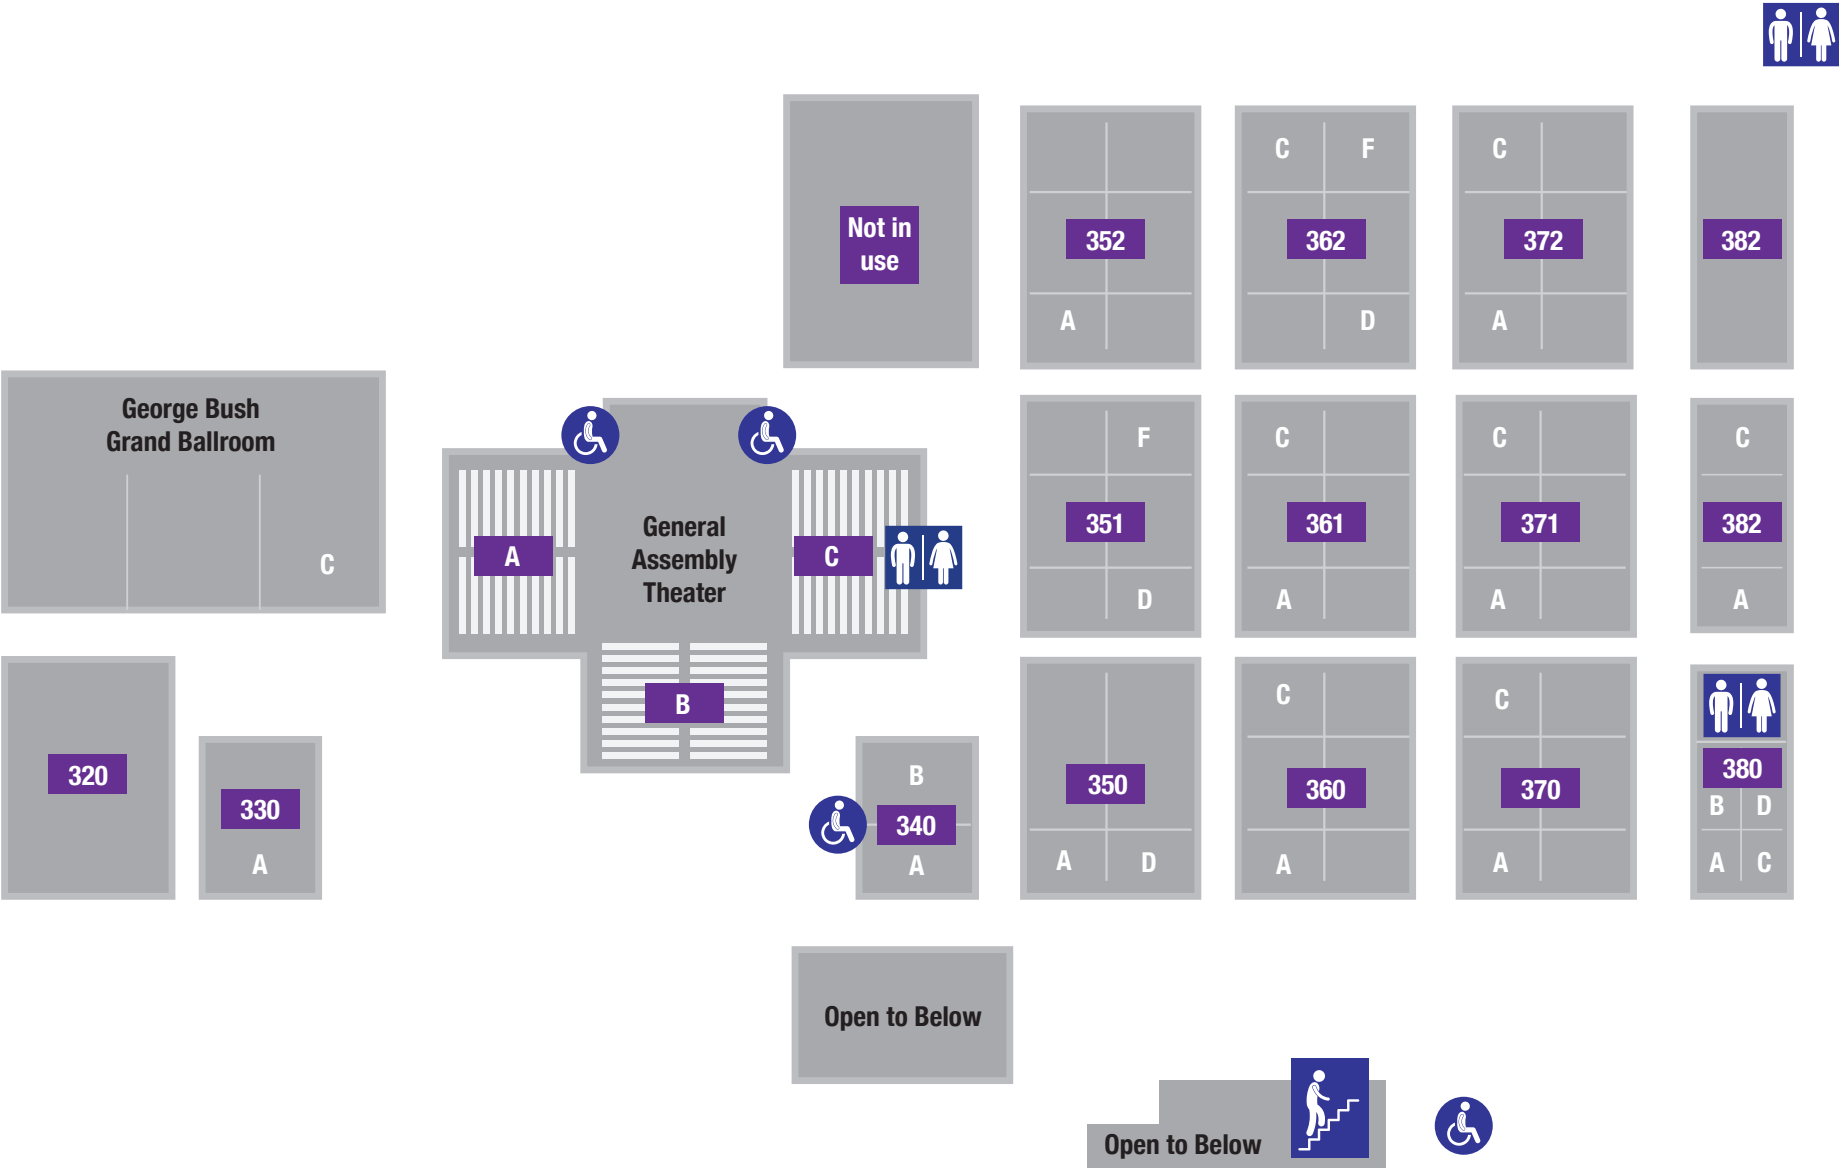 Not in
use
352
A
C
F
362
D
C
372
A
382
George Bush
Grand Ballroom
C
General
Assembly
Theater
A
C
B
F
351
D
C
361
A
C
371
A
C
382
A
320
330
A
B
340
A
350
A
D
C
360
A
C
370
A
380
B
D
A
C
Open to Below
Open to Below